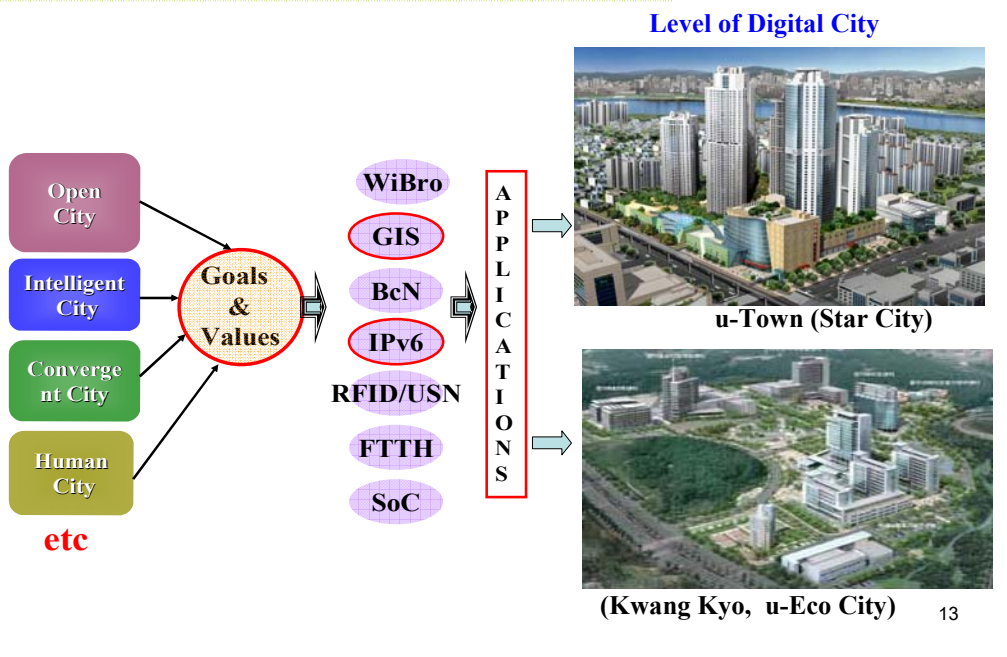 Level of Digital City
Open
City
Intelligent
City
Converge
nt City
Human
City
etc
Goals
&
Values
WiBro
GIS
BcN
IPv6
RFID/USN
FTTH
SoC
A
P
P
L
I
C
A
T
I
O
N
S
u-Town (Star City)
(Kwang Kyo, u-Eco City)
13